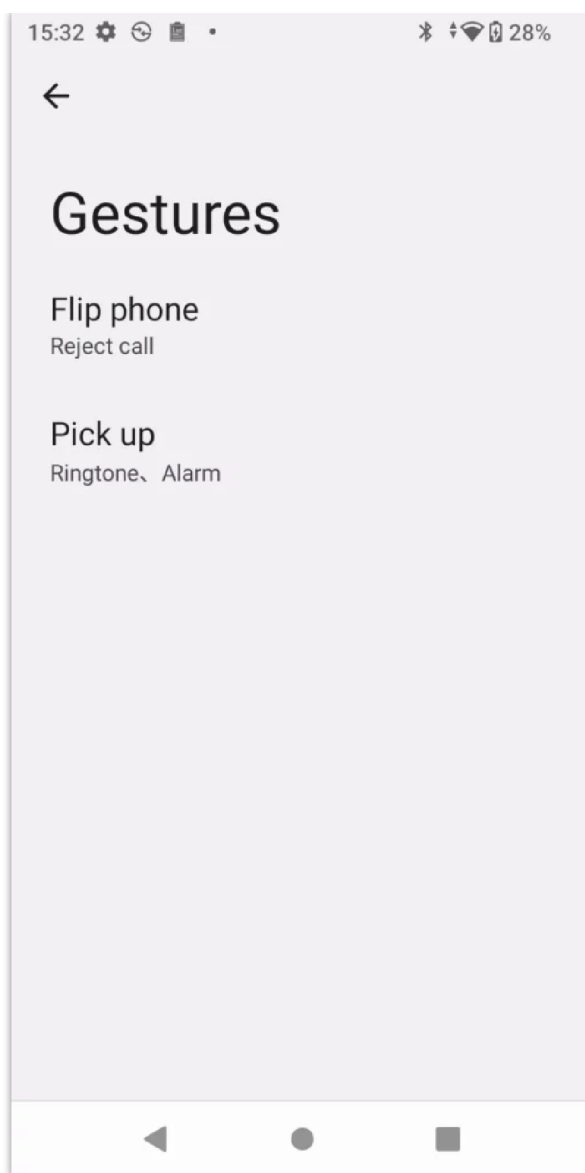 15:32 28%
Gestures
Flip phone
Reject call
Pick up
Ringtone、Alarm